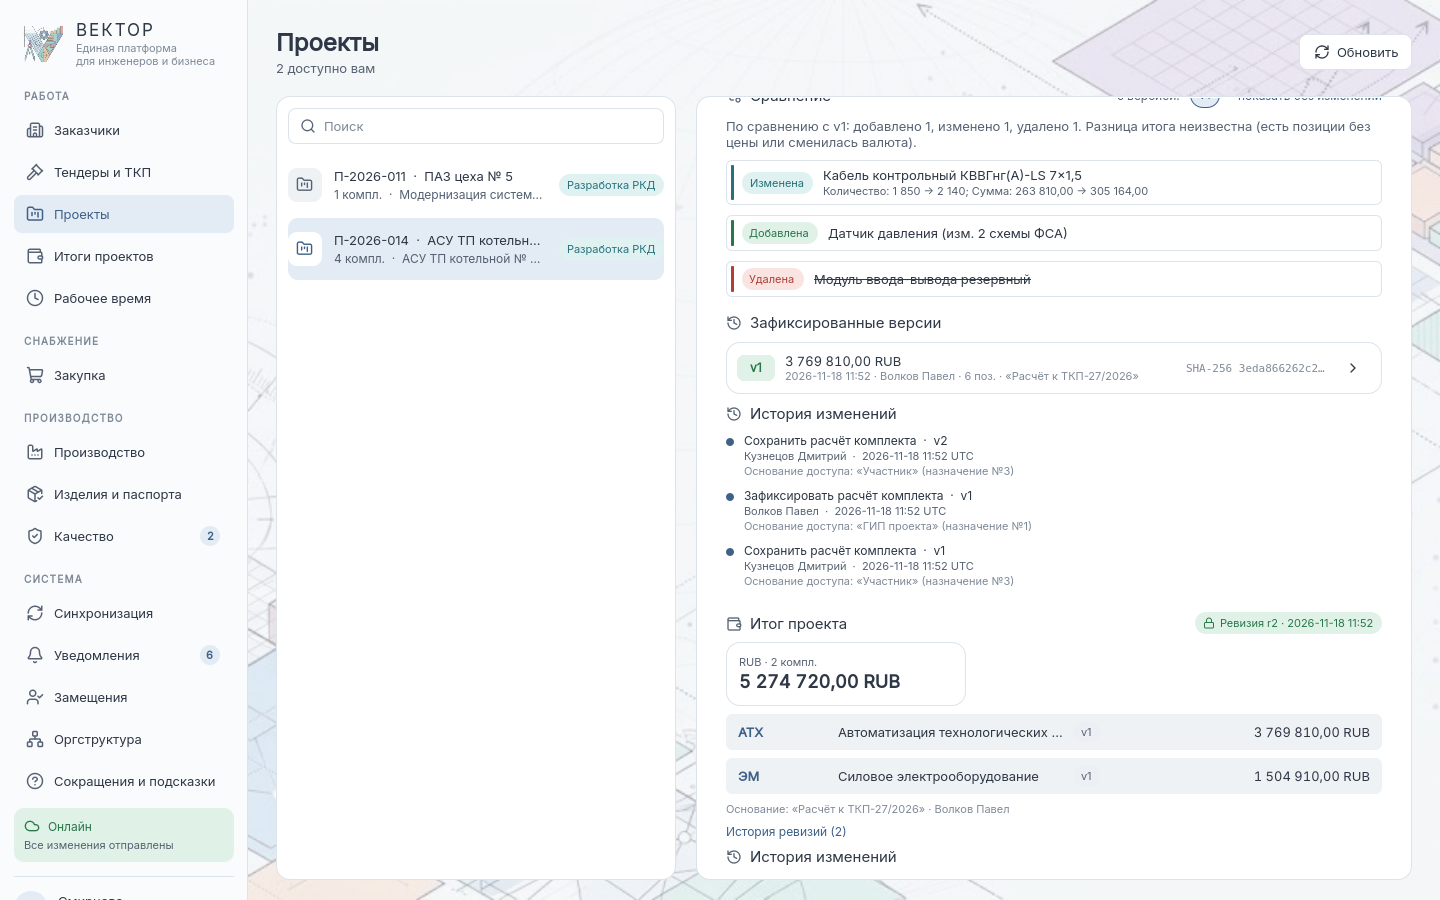 ВЕКТОР
Единая платформа
для инженеров и бизнеса
РАБОТА
Заказчики
Тендеры и ТКП
Проекты
Итоги проектов
Рабочее время
СНАБЖЕНИЕ
Закупка
ПРОИЗВОДСТВО
Производство
Изделия и паспорта
Качество
2
СИСТЕМА
Синхронизация
Уведомления
6
Замещения
Оргструктура
Сокращения и подсказки
Онлайн
Все изменения отправлены
Проекты
2 доступно вам
Обновить
Поиск
П-2026-011 · ПАЗ цеха № 5
1 компл. · Модернизация систем…
Разработка РКД
П-2026-014 · АСУ ТП котельн…
4 компл. · АСУ ТП котельной № …
Разработка РКД
Сравнение
с версией:
показать без изменений
По сравнению с v1: добавлено 1, изменено 1, удалено 1. Разница итога неизвестна (есть позиции без
цены или сменилась валюта).
Изменена
Кабель контрольный КВВГнг(А)-LS 7×1,5
Количество: 1 850 → 2 140; Сумма: 263 810,00 → 305 164,00
Добавлена
Датчик давления (изм. 2 схемы ФСА)
Удалена
Модуль ввода-вывода резервный
Зафиксированные версии
v1
3 769 810,00 RUB
2026-11-18 11:52 · Волков Павел · 6 поз. · «Расчёт к ТКП-27/2026»
SHA-256 3eda866262c2…
История изменений
Сохранить расчёт комплекта · v2
Кузнецов Дмитрий · 2026-11-18 11:52 UTC
Основание доступа: «Участник» (назначение №3)
Зафиксировать расчёт комплекта · v1
Волков Павел · 2026-11-18 11:52 UTC
Основание доступа: «ГИП проекта» (назначение №1)
Сохранить расчёт комплекта · v1
Кузнецов Дмитрий · 2026-11-18 11:52 UTC
Основание доступа: «Участник» (назначение №3)
Итог проекта
Ревизия r2 · 2026-11-18 11:52
RUB · 2 компл.
5 274 720,00 RUB
АТХ
Автоматизация технологических …
v1
3 769 810,00 RUB
ЭМ
Силовое электрооборудование
v1
1 504 910,00 RUB
Основание: «Расчёт к ТКП-27/2026» · Волков Павел
История ревизий (2)
История изменений